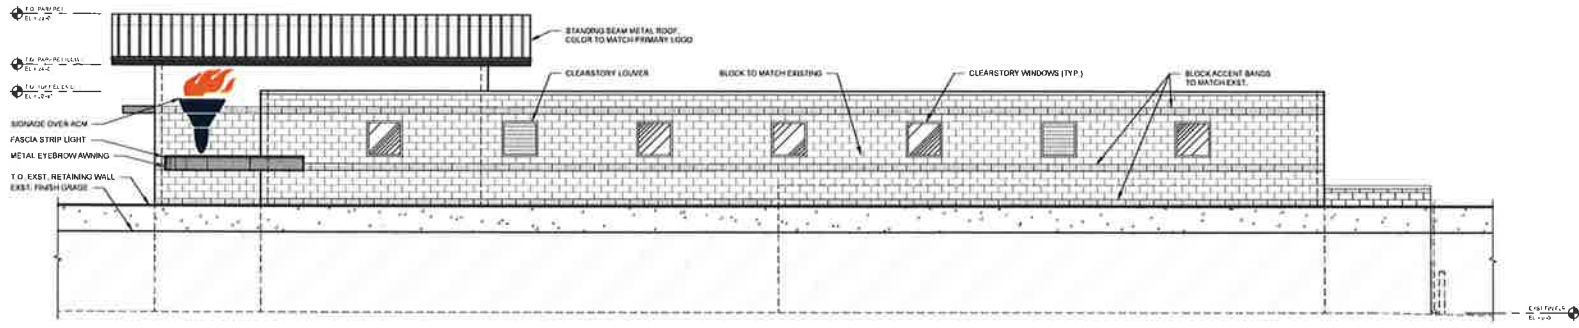 T.O. PARAPET
STANDING SEAM METAL ROOF,
COLOR TO MATCH PRIMARY LOGO
CLEARSTORY LOUVER
BLOCK TO MATCH EXISTING
CLEARSTORY WINDOWS (TYP.)
BLOCK ACCENT BANDS
TO MATCH EXST.
SIGNAGE OVER ACM
FASCIA STRIP LIGHT
METAL EYEBROW AWNING
T.O. EXST. RETAINING WALL
EXST. FINISH GRADE